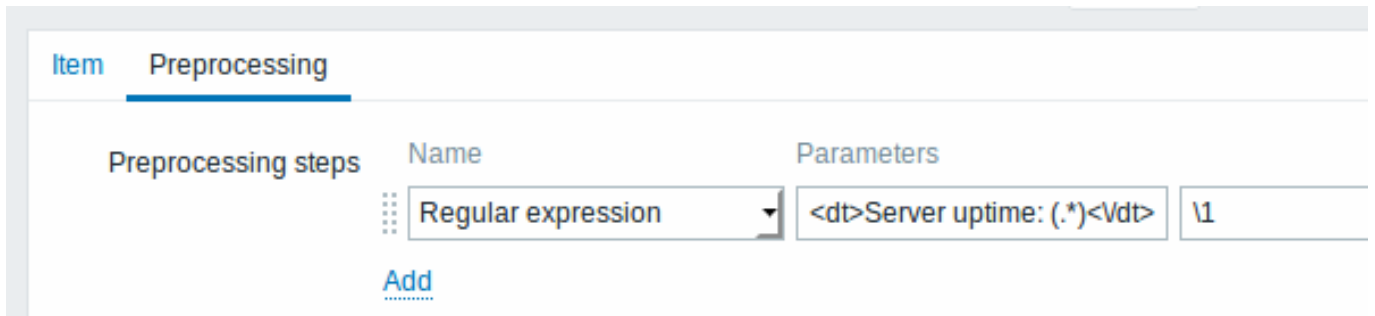 Item Preprocessing
Preprocessing steps Name Parameters
Regular expression <dt>Server uptime: (.*)<\/dt> \1
Add